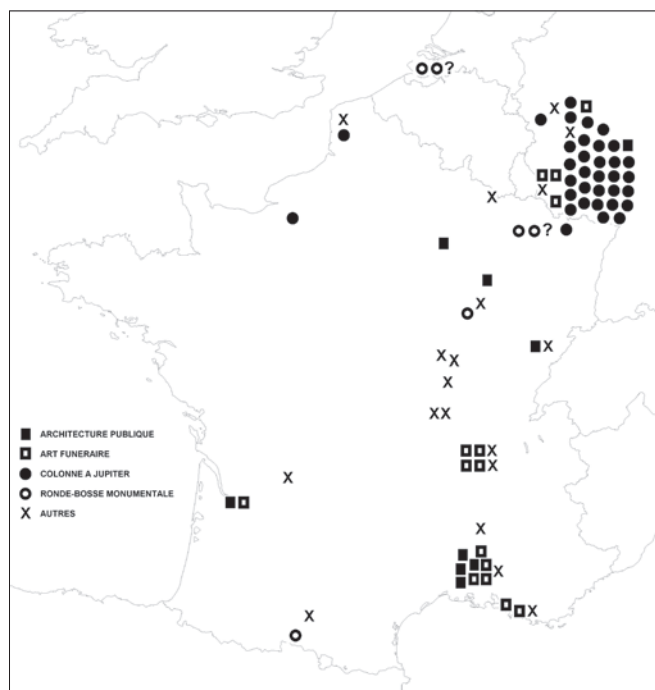 ?
?
ARCHITECTURE PUBLIQUE
ART FUNERAIRE
COLONNE A JUPITER
RONDE-BOSSE MONUMENTALE
X AUTRES